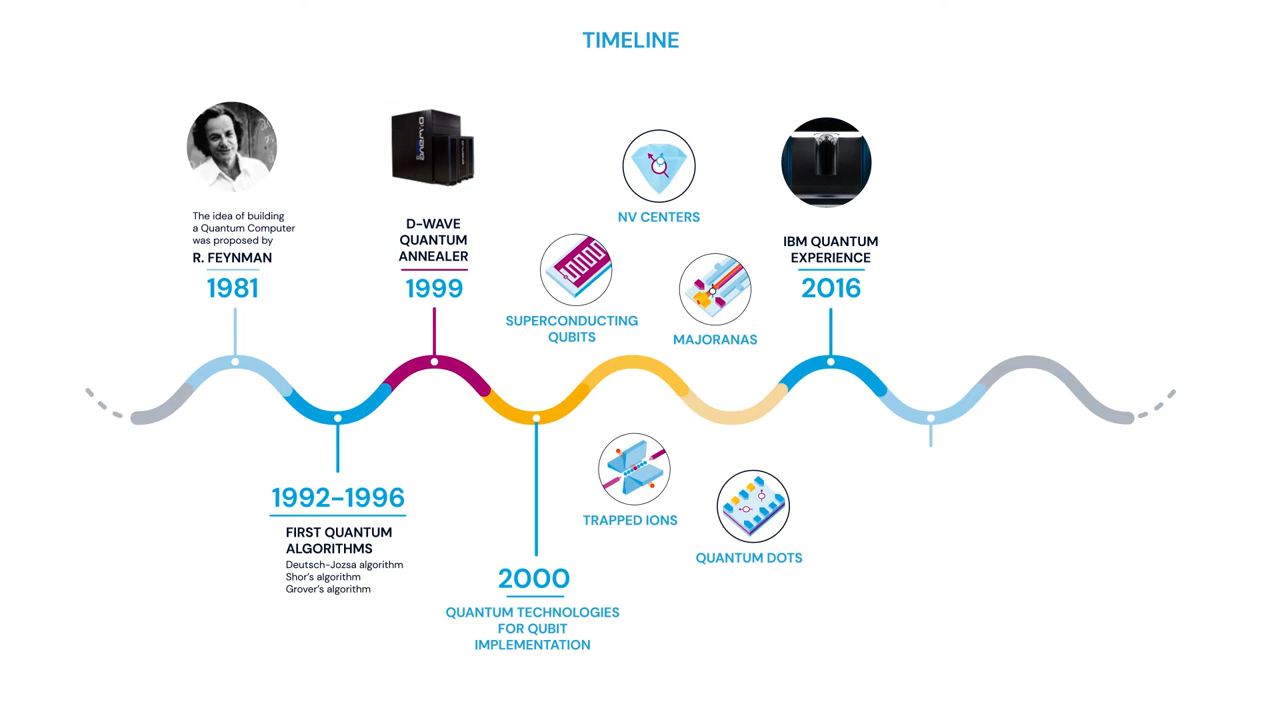 TIMELINE
The idea of building
a Quantum Computer
was proposed by
R. FEYNMAN
1981
D-WAVE
QUANTUM
ANNEALER
1999
NV CENTERS
SUPERCONDUCTING
QUBITS
MAJORANAS
IBM QUANTUM
EXPERIENCE
2016
1992-1996
FIRST QUANTUM
ALGORITHMS
Deutsch-Jozsa algorithm
Shor's algorithm
Grover's algorithm
2000
QUANTUM TECHNOLOGIES
FOR QUBIT
IMPLEMENTATION
TRAPPED IONS
QUANTUM DOTS